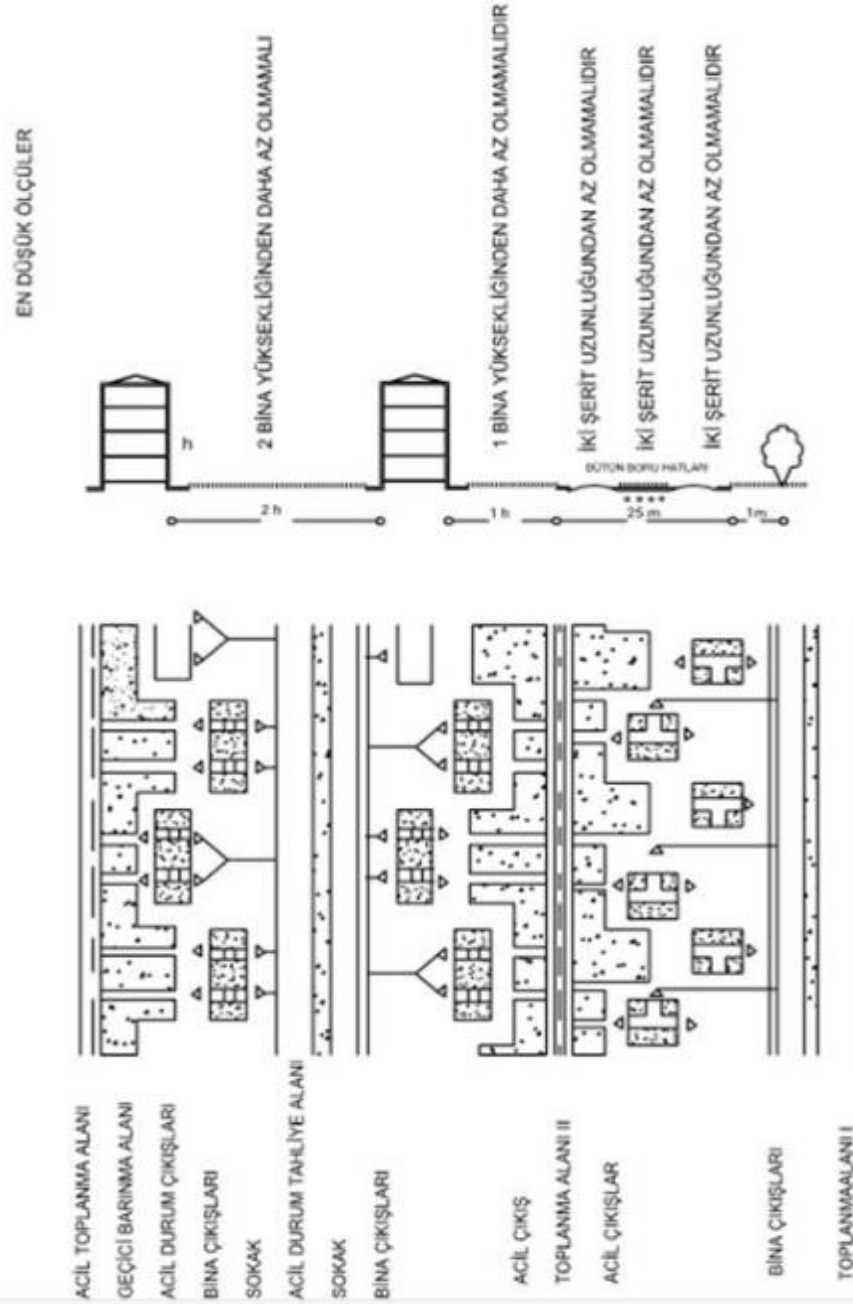 EN DÜŞÜK ÖLÇÜLER
2 BİNA YÜKSEKLİĞİNDEN DAHA AZ OLMAMALI
1 BİNA YÜKSEKLİĞİNDEN DAHA AZ OLMAMALIDIR
İKİ ŞERİT UZUNLUĞUNDAN AZ OLMAMALIDIR
İKİ ŞERİT UZUNLUĞUNDAN AZ OLMAMALIDIR
İKİ ŞERİT UZUNLUĞUNDAN AZ OLMAMALIDIR
h
BÜTÜN BORU HATLARI
2 h
1 h
25 m
1m
ACİL TOPLANMA ALANI
GEÇİCİ BARINMA ALANI
ACİL DURUM ÇIKIŞLARI
BİNA ÇIKIŞLARI
SOKAK
ACİL DURUM TAHLİYE ALANI
SOKAK
BİNA ÇIKIŞLARI
ACİL ÇIKIŞ
TOPLANMA ALANI II
ACİL ÇIKIŞLAR
BİNA ÇIKIŞLARI
TOPLANMAALANI I